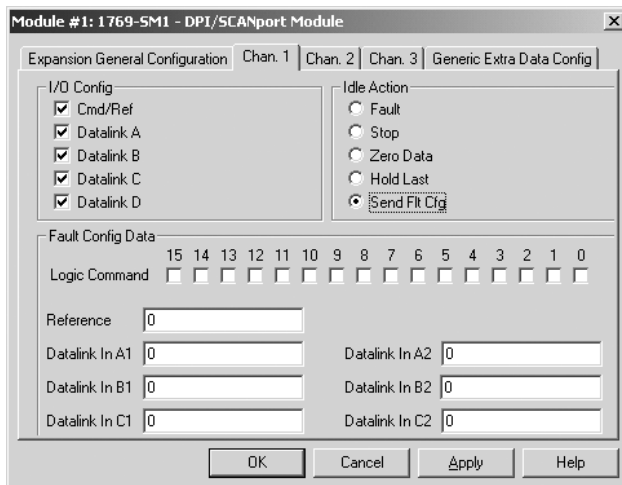 Module #1: 1769-SM1 - DPI/SCANport Module
Expansion General Configuration Chan. 1 Chan. 2 Chan. 3 Generic Extra Data Config
I/O Config
Cmd/Ref
Datalink A
Datalink B
Datalink C
Datalink D
Idle Action
Fault
Stop
Zero Data
Hold Last
Send Flt Cfg
Fault Config Data
15 14 13 12 11 10 9 8 7 6 5 4 3 2 1 0
Logic Command
Reference 0
Datalink In A1 0 Datalink In A2 0
Datalink In B1 0 Datalink In B2 0
Datalink In C1 0 Datalink In C2 0
OK Cancel Apply Help